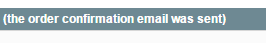 (the order confirmation email was sent)